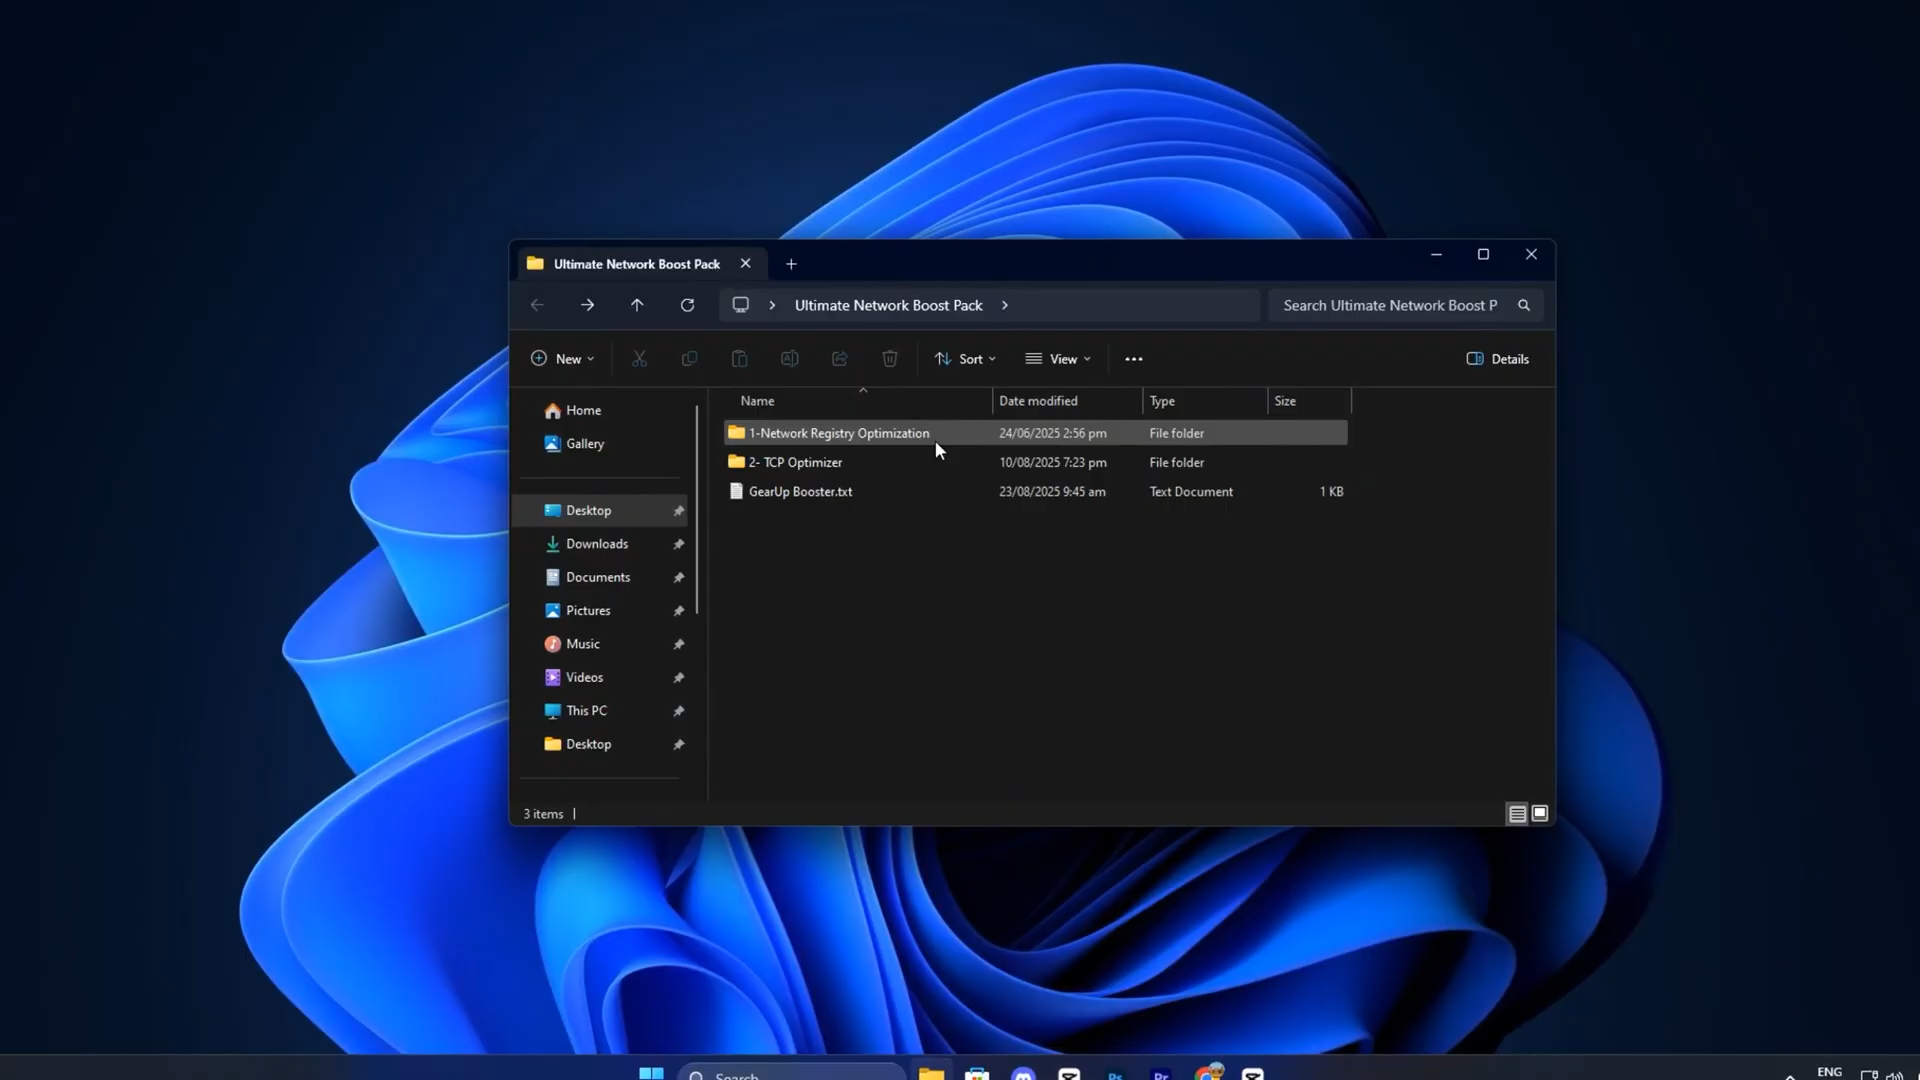 Ultimate Network Boost Pack
Ultimate Network Boost Pack
Search Ultimate Network Boost P
New
Sort
View
Details
Name
Date modified
Type
Size
1-Network Registry Optimization
24/06/2025 2:56 pm
File folder
2- TCP Optimizer
10/08/2025 7:23 pm
File folder
GearUp Booster.txt
23/08/2025 9:45 am
Text Document
1 KB
Home
Gallery
Desktop
Downloads
Documents
Pictures
Music
Videos
This PC
Desktop
3 items
Search
Ps
Pr
ENG